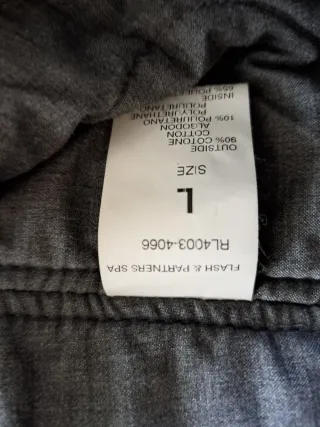 FLASH & PARTNERS SPA
RL4003-4066
L
SIZE
OUTSIDE
90% COTONE
COTTON
ALGODON
10% POLIURETANO
POLYURETHANE
POLIURETANO
INSIDE